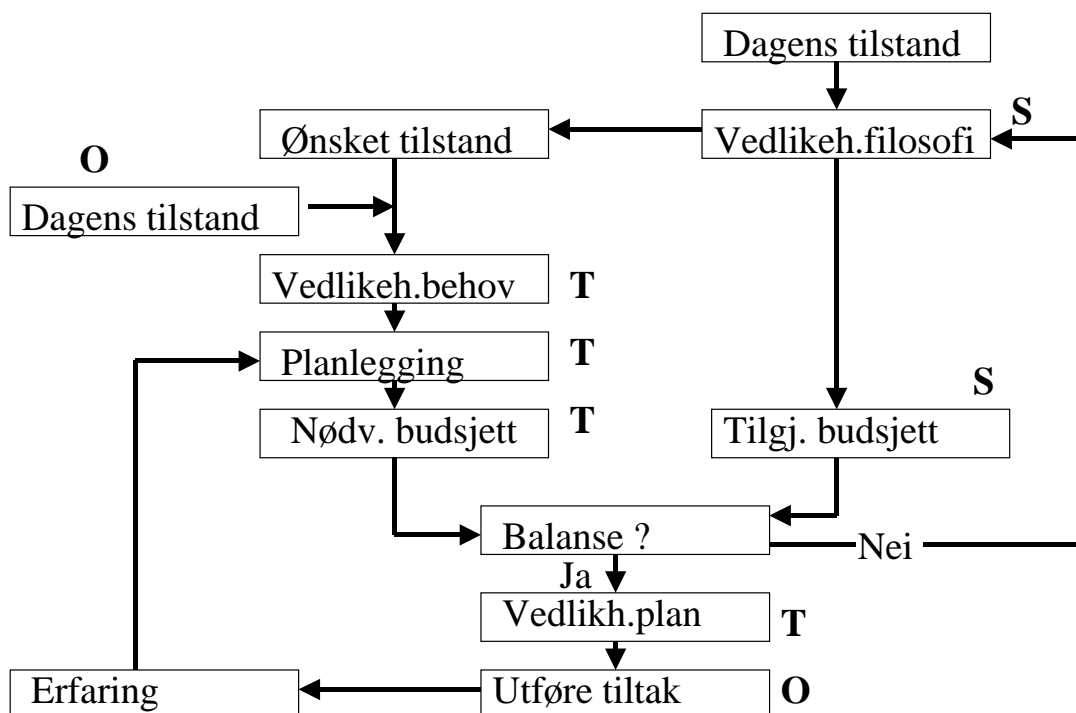 Dagens tilstand
S
Ønsket tilstand
Vedlikeh.filosofi
O
Dagens tilstand
Vedlikeh.behov
T
Planlegging
T
S
Nødv. budsjett
T
Tilgj. budsjett
Balanse ?
Nei
Ja
Vedlikh.plan
T
Erfaring
Utføre tiltak
O